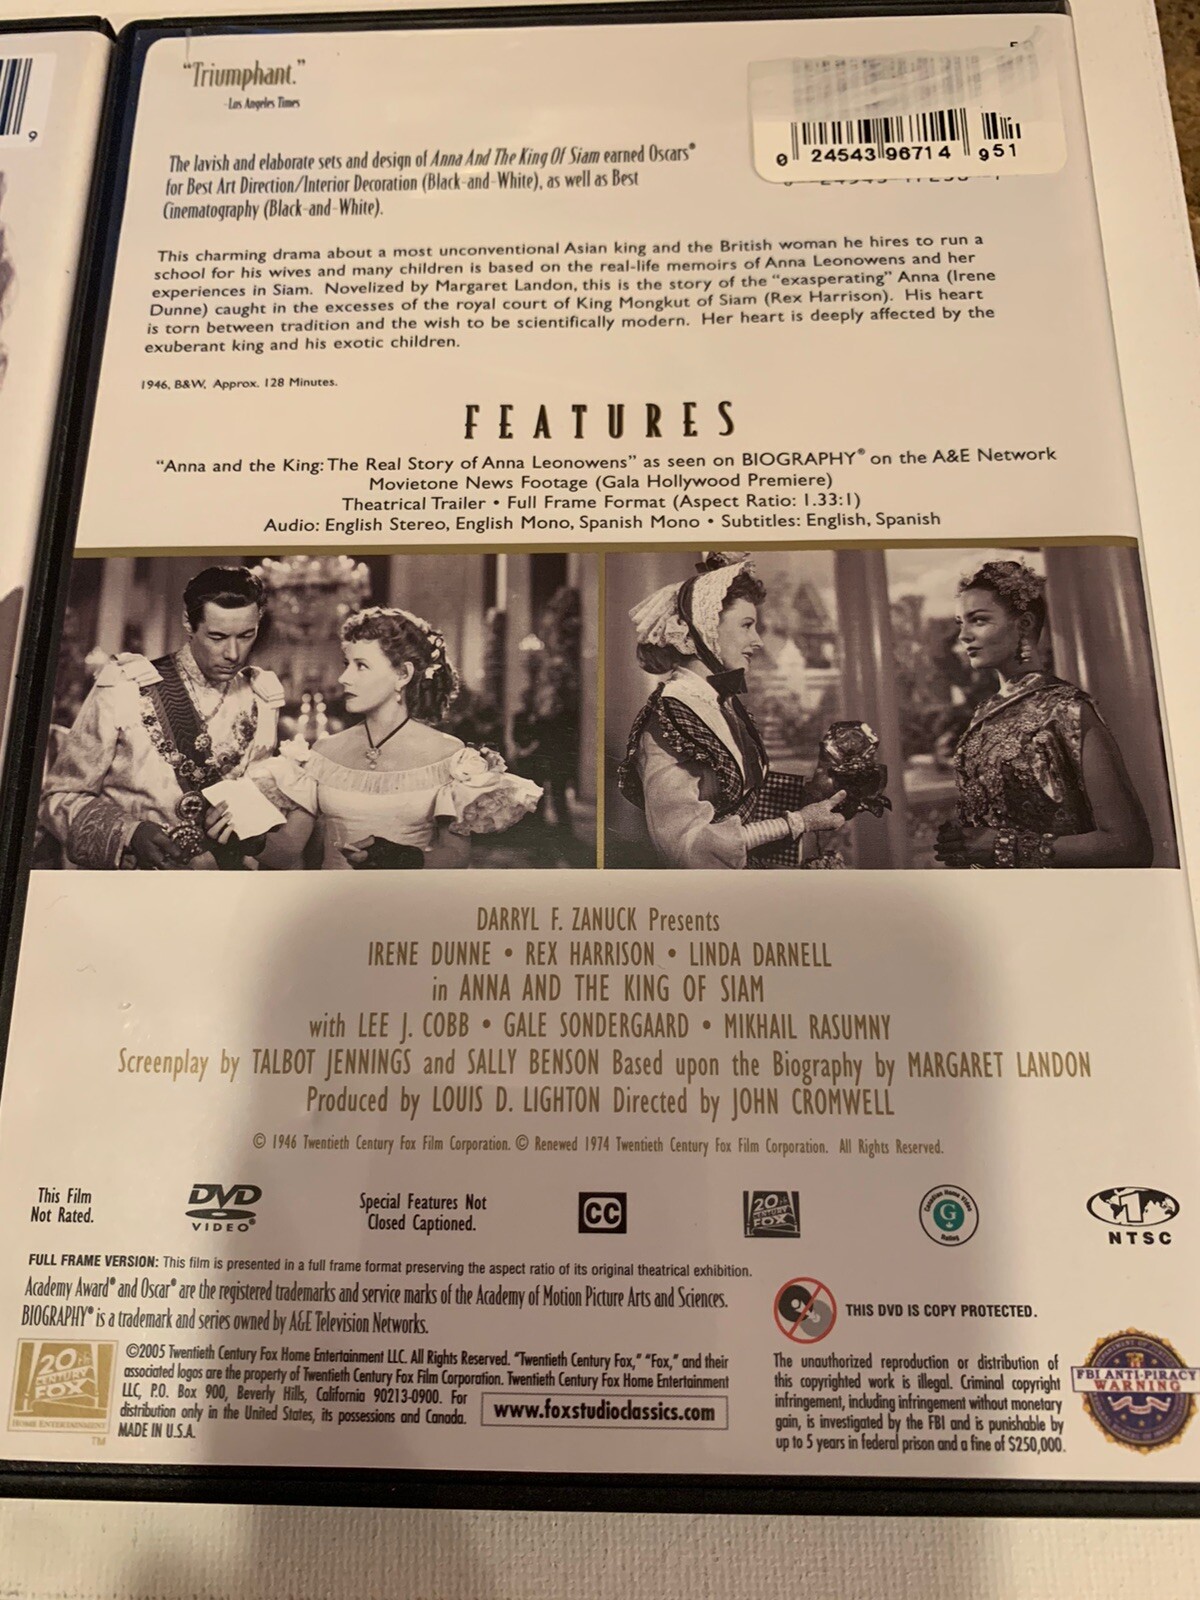 9
"Triumphant."
-Los Angeles Times
0 24543 96714 951
The lavish and elaborate sets and design of Anna And The King Of Siam earned Oscars®
for Best Art Direction/Interior Decoration (Black-and-White), as well as Best
Cinematography (Black-and-White).
This charming drama about a most unconventional Asian king and the British woman he hires to run a
school for his wives and many children is based on the real-life memoirs of Anna Leonowens and her
experiences in Siam. Novelized by Margaret Landon, this is the story of the "exasperating" Anna (Irene
Dunne) caught in the excesses of the royal court of King Mongkut of Siam (Rex Harrison). His heart
is torn between tradition and the wish to be scientifically modern. Her heart is deeply affected by the
exuberant king and his exotic children.
1946, B&W, Approx. 128 Minutes.
FEATURES
"Anna and the King: The Real Story of Anna Leonowens" as seen on BIOGRAPHY® on the A&E Network
Movietone News Footage (Gala Hollywood Premiere)
Theatrical Trailer • Full Frame Format (Aspect Ratio: 1.33:1)
Audio: English Stereo, English Mono, Spanish Mono • Subtitles: English, Spanish
DARRYL F. ZANUCK Presents
IRENE DUNNE • REX HARRISON • LINDA DARNELL
in ANNA AND THE KING OF SIAM
with LEE J. COBB • GALE SONDERGAARD • MIKHAIL RASUMNY
Screenplay by TALBOT JENNINGS and SALLY BENSON Based upon the Biography by MARGARET LANDON
Produced by LOUIS D. LIGHTON Directed by JOHN CROMWELL
© 1946 Twentieth Century Fox Film Corporation. © Renewed 1974 Twentieth Century Fox Film Corporation. All Rights Reserved.
This Film
Not Rated.
DVD
VIDEO®
Special Features Not
Closed Captioned.
CC
20th
CENTURY
FOX
Canadian Home Video
G
Rated
1
NTSC
FULL FRAME VERSION: This film is presented in a full frame format preserving the aspect ratio of its original theatrical exhibition.
Academy Award® and Oscar® are the registered trademarks and service marks of the Academy of Motion Picture Arts and Sciences.
BIOGRAPHY® is a trademark and series owned by A&E Television Networks.
THIS DVD IS COPY PROTECTED.
20th
CENTURY
FOX
HOME ENTERTAINMENT
TM
©2005 Twentieth Century Fox Home Entertainment LLC. All Rights Reserved. "Twentieth Century Fox," "Fox," and their
associated logos are the property of Twentieth Century Fox Film Corporation. Twentieth Century Fox Home Entertainment
LLC, P.O. Box 900, Beverly Hills, California 90213-0900. For
distribution only in the United States, its possessions and Canada.
MADE IN U.S.A.
www.foxstudioclassics.com
The unauthorized reproduction or distribution of
this copyrighted work is illegal. Criminal copyright
infringement, including infringement without monetary
gain, is investigated by the FBI and is punishable by
up to 5 years in federal prison and a fine of $250,000.
FBI ANTI-PIRACY
WARNING